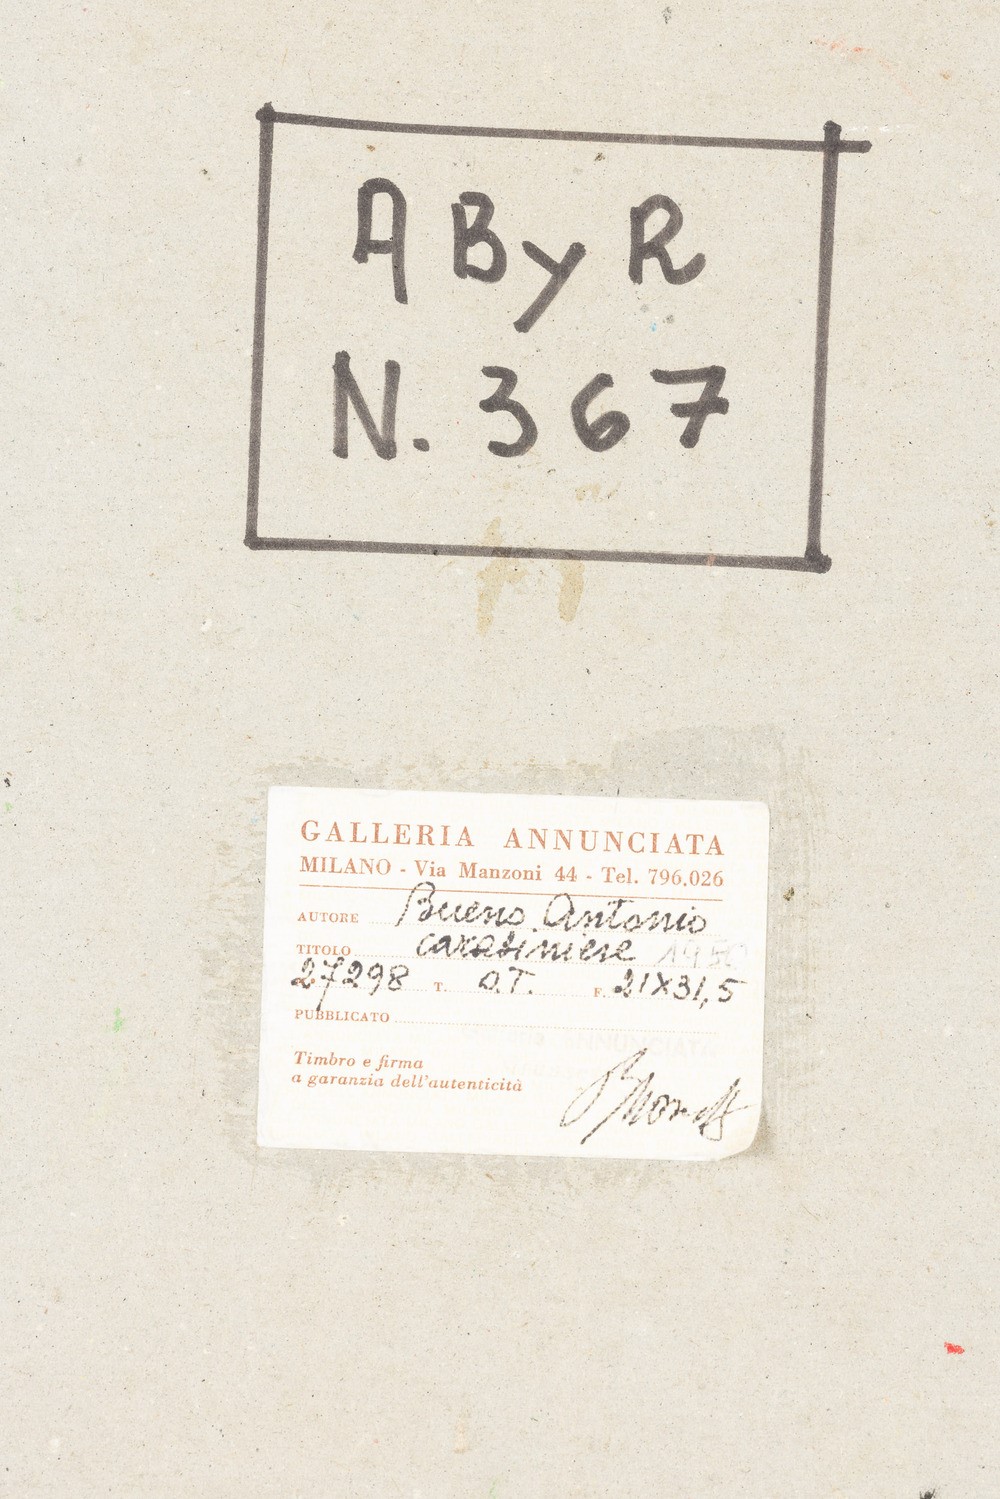 A By R
N. 367
GALLERIA ANNUNCIATA
MILANO - Via Manzoni 44 - Tel. 796.026
AUTORE Bueno Antonio
TITOLO carabiniere 1950
27298 T. O.T. F. 21X31,5
PUBBLICATO
Timbro e firma
a garanzia dell'autenticità